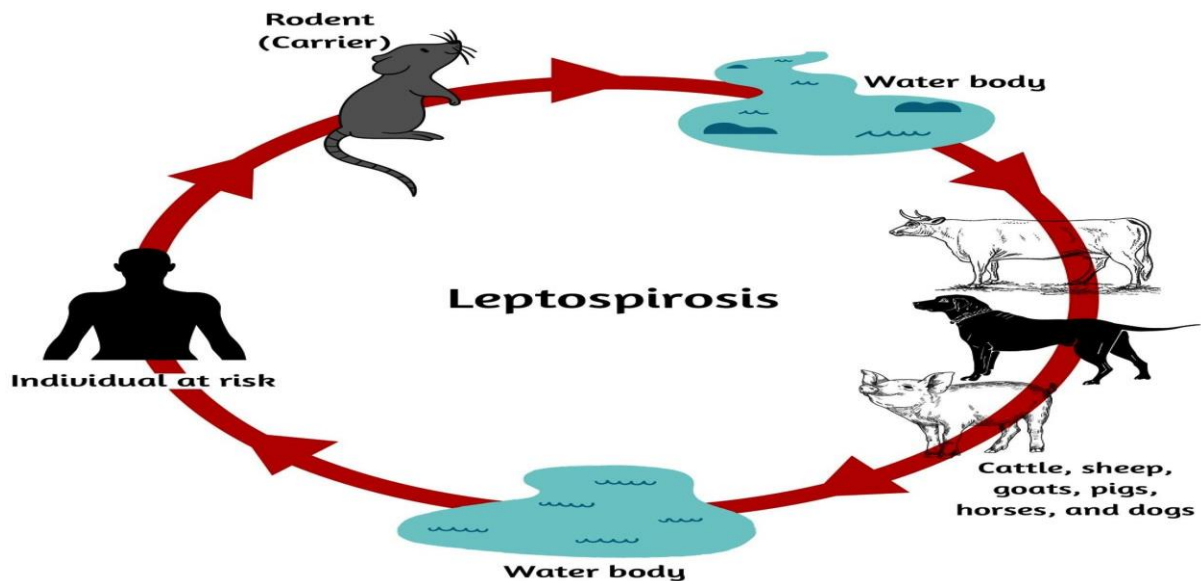 Rodent
(Carrier)
Water body
Leptospirosis
Individual at risk
Cattle, sheep,
goats, pigs,
horses, and dogs
Water body